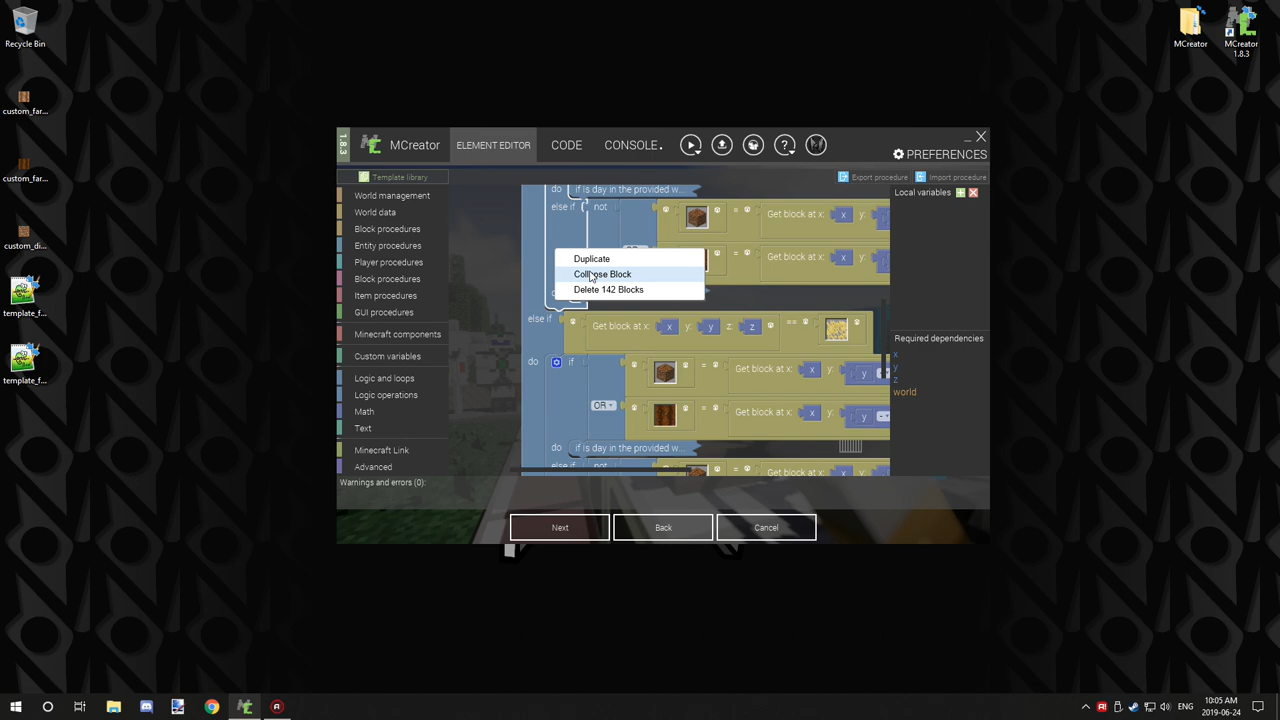 Recycle Bin
MCreator
MCreator
1.8.3
custom_far...
custom_far...
custom_di...
template_f...
template_f...
1.8.3
MCreator
ELEMENT EDITOR
CODE
CONSOLE.
PREFERENCES
Template library
Export procedure
Import procedure
World management
World data
Block procedures
Entity procedures
Player procedures
Block procedures
Item procedures
GUI procedures
Minecraft components
Custom variables
Logic and loops
Logic operations
Math
Text
Minecraft Link
Advanced
do if is day in the provided w...
else if not = Get block at x: x y:
= Get block at x: x y:
Duplicate
Collapse Block
Delete 142 Blocks
else if Get block at x: x y: y z: z ==
do if = Get block at x: x y: y
OR = Get block at x: x y: y -
do if is day in the provided w...
else if not = Get block at x: x y:
Local variables
Required dependencies
x
y
z
world
Warnings and errors (0):
Next
Back
Cancel
ENG
10:05 AM
2019-06-24